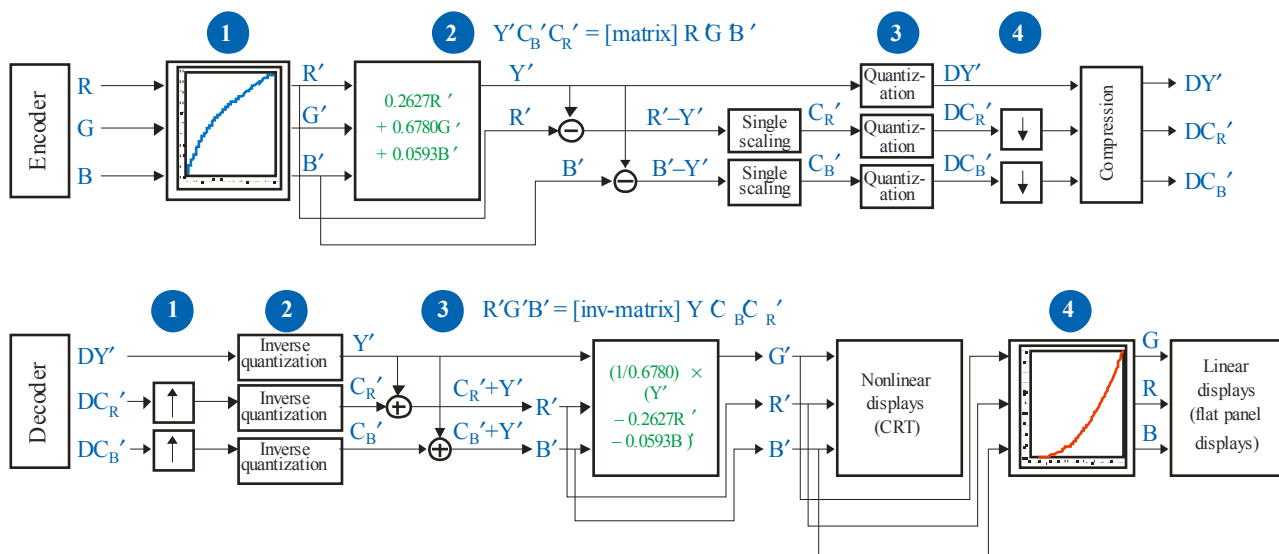 1
2
Y′C_B′C_R′ = [matrix] R′G′B′
3
4
Encoder
R
G
B
R′
G′
B′
0.2627R′
+ 0.6780G′
+ 0.0593B′
Y′
R′
B′
R′–Y′
B′–Y′
Single
scaling
Single
scaling
C_R′
C_B′
Quantiz-
ation
Quantiz-
ation
Quantiz-
ation
DY′
DC_R′
DC_B′
Compression
DY′
DC_R′
DC_B′
1
2
3
R′G′B′ = [inv-matrix] Y′C_B′C_R′
4
Decoder
DY′
DC_R′
DC_B′
Inverse
quantization
Inverse
quantization
Inverse
quantization
Y′
C_R′
C_B′
C_R′+Y′
C_B′+Y′
R′
B′
(1/0.6780) ×
(Y′
– 0.2627R′
– 0.0593B′)
G′
R′
B′
Nonlinear
displays
(CRT)
G
R
B
Linear
displays
(flat panel
displays)